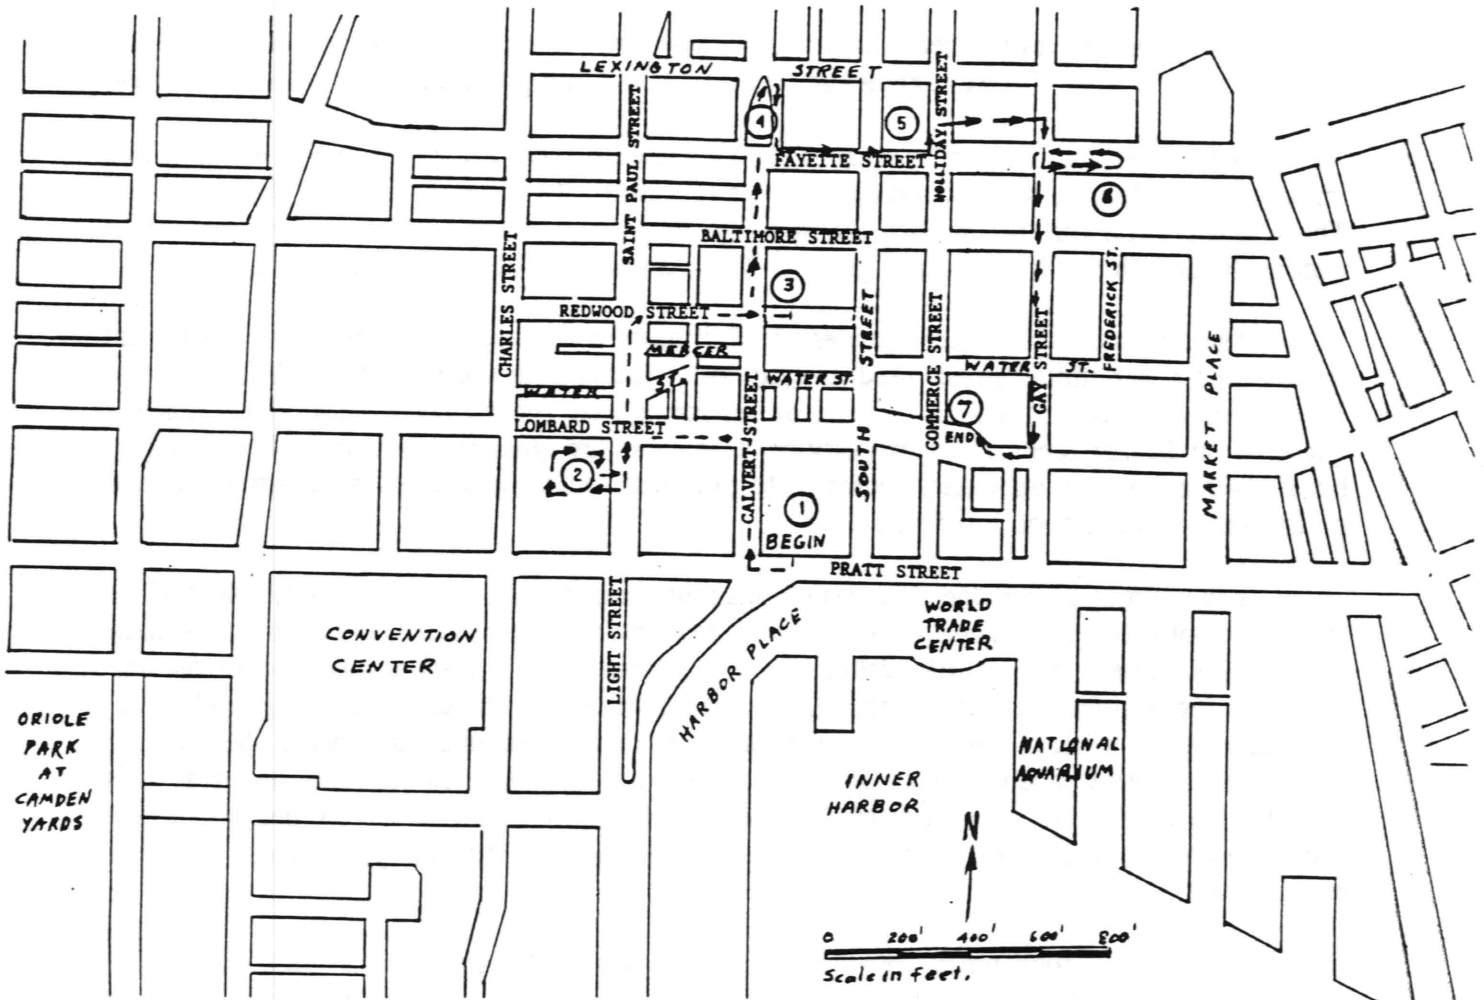 LEXINGTON STREET
HOLLIDAY STREET
SAINT PAUL STREET
4
5
FAYETTE STREET
6
BALTIMORE STREET
CHARLES STREET
3
REDWOOD STREET
SOUTH STREET
COMMERCE STREET
GAY STREET
FREDERICK ST.
MERCER
ST.
WATER
WATER ST.
WATER ST.
MARKET PLACE
CALVERT STREET
7
END
LOMBARD STREET
2
1
BEGIN
PRATT STREET
LIGHT STREET
HARBOR PLACE
WORLD
TRADE
CENTER
CONVENTION
CENTER
ORIOLE
PARK
AT
CAMDEN
YARDS
NATIONAL
AQUARIUM
INNER
HARBOR
N
0 200' 400' 600' 800'
Scale in feet.